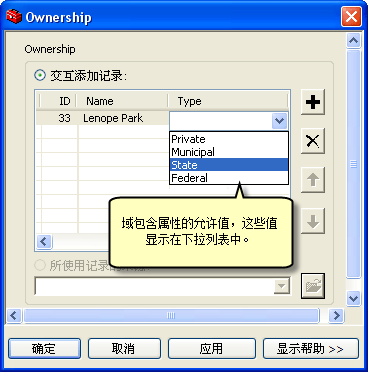 Ownership
Ownership
交互添加记录:
ID Name Type
33 Lenope Park
Private
Municipal
State
Federal
域包含属性的允许值，这些值
显示在下拉列表中。
所使用记录的
确定 取消 应用 显示帮助 >>